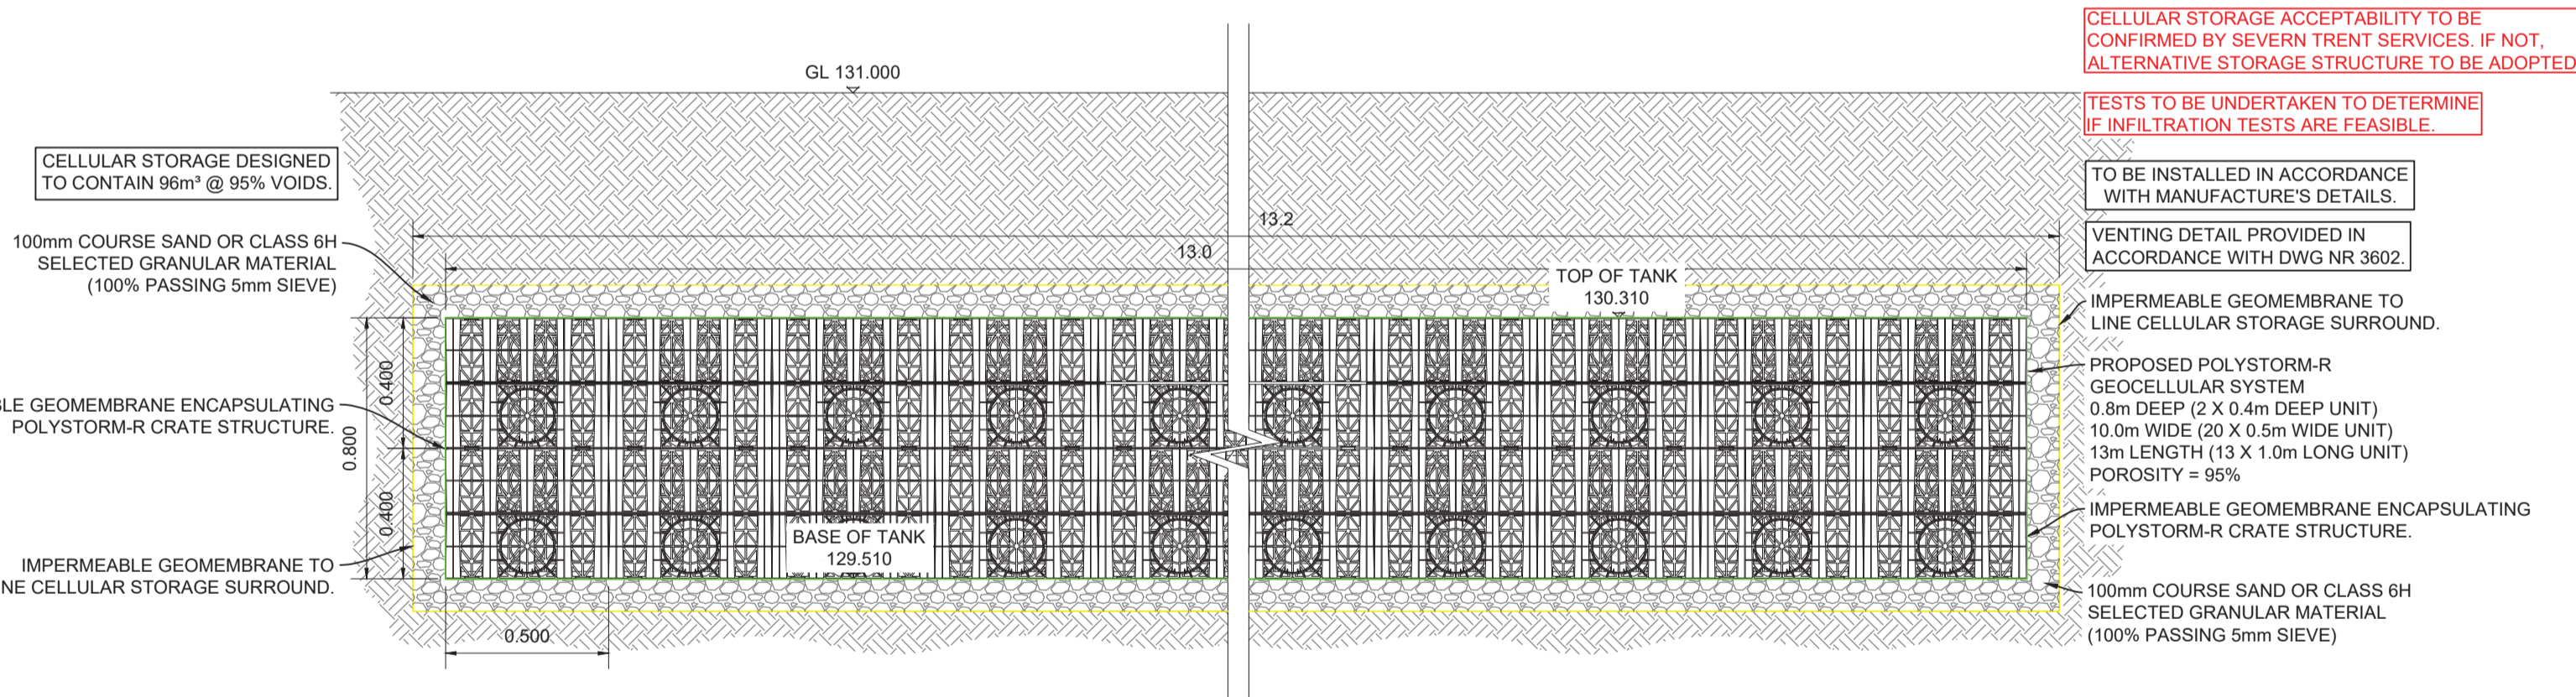 CELLULAR STORAGE ACCEPTABILITY TO BE
CONFIRMED BY SEVERN TRENT SERVICES. IF NOT,
ALTERNATIVE STORAGE STRUCTURE TO BE ADOPTED
GL 131.000
TESTS TO BE UNDERTAKEN TO DETERMINE
IF INFILTRATION TESTS ARE FEASIBLE.
CELLULAR STORAGE DESIGNED
TO CONTAIN 96m³ @ 95% VOIDS.
TO BE INSTALLED IN ACCORDANCE
WITH MANUFACTURE'S DETAILS.
13.2
VENTING DETAIL PROVIDED IN
ACCORDANCE WITH DWG NR 3602.
100mm COURSE SAND OR CLASS 6H
SELECTED GRANULAR MATERIAL
(100% PASSING 5mm SIEVE)
13.0
TOP OF TANK
130.310
IMPERMEABLE GEOMEMBRANE TO
LINE CELLULAR STORAGE SURROUND.
PROPOSED POLYSTORM-R
GEOCELLULAR SYSTEM
0.8m DEEP (2 X 0.4m DEEP UNIT)
10.0m WIDE (20 X 0.5m WIDE UNIT)
13m LENGTH (13 X 1.0m LONG UNIT)
POROSITY = 95%
0.400
GEOMEMBRANE ENCAPSULATING
POLYSTORM-R CRATE STRUCTURE.
0.800
0.400
IMPERMEABLE GEOMEMBRANE ENCAPSULATING
POLYSTORM-R CRATE STRUCTURE.
BASE OF TANK
129.510
IMPERMEABLE GEOMEMBRANE TO
NE CELLULAR STORAGE SURROUND.
100mm COURSE SAND OR CLASS 6H
SELECTED GRANULAR MATERIAL
(100% PASSING 5mm SIEVE)
0.500